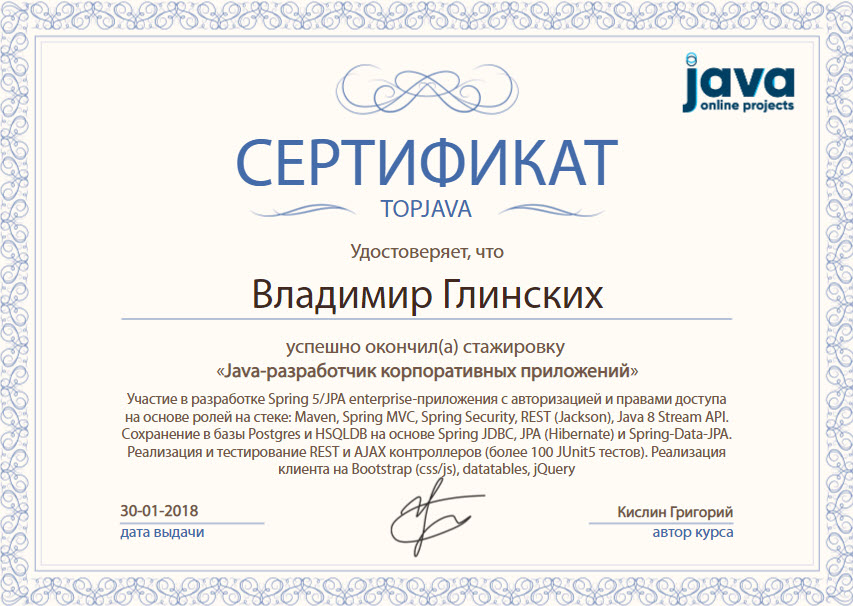 java
online projects
СЕРТИФИКАТ
TOPJAVA
Удостоверяет, что
Владимир Глинских
успешно окончил(а) стажировку
«Java-разработчик корпоративных приложений»
Участие в разработке Spring 5/JPA enterprise-приложения с авторизацией и правами доступа
на основе ролей на стеке: Maven, Spring MVC, Spring Security, REST (Jackson), Java 8 Stream API.
Сохранение в базы Postgres и HSQLDB на основе Spring JDBC, JPA (Hibernate) и Spring-Data-JPA.
Реализация и тестирование REST и AJAX контроллеров (более 100 JUnit5 тестов). Реализация
клиента на Bootstrap (css/js), datatables, jQuery
30-01-2018
дата выдачи
Кислин Григорий
автор курса